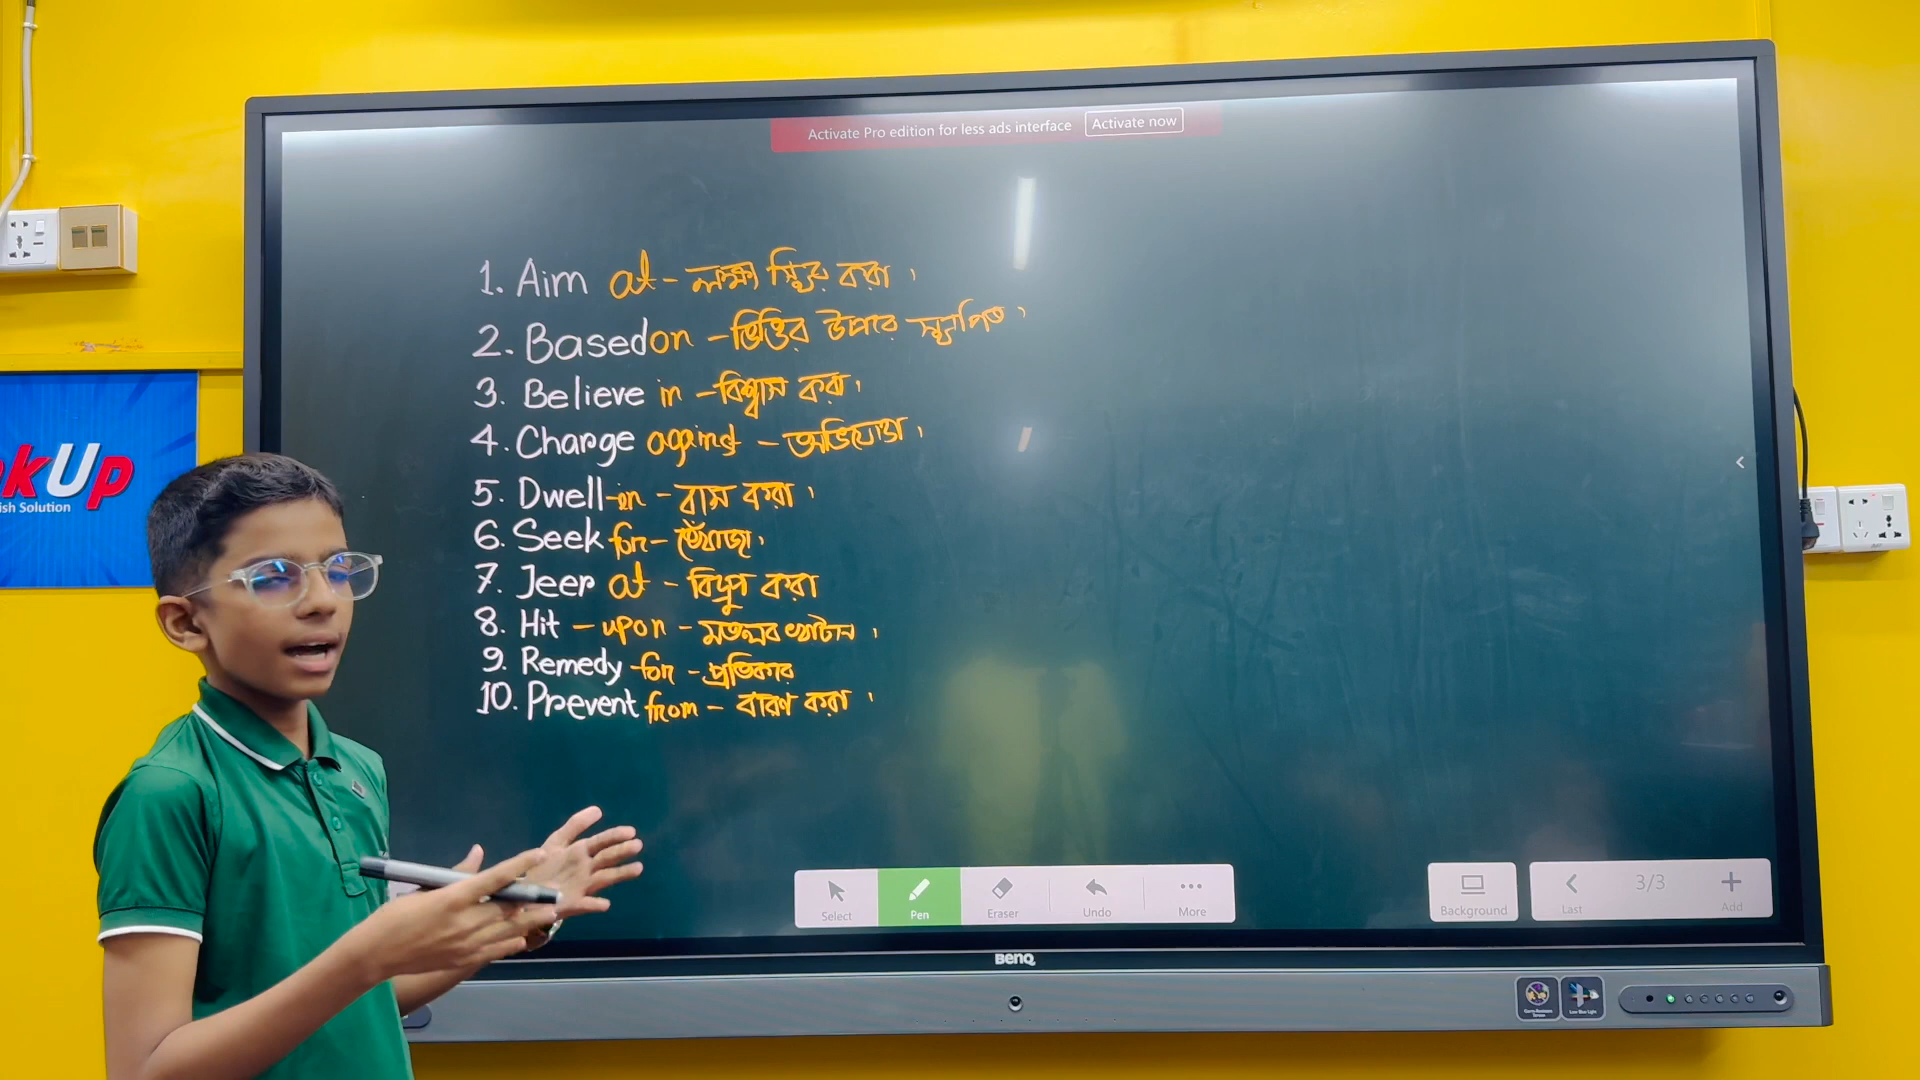 Activate Pro edition for less ads interface Activate now
1. Aim at - লক্ষ্য স্থির করা।
2. Based on - ভিত্তির উপরে স্থাপিত।
3. Believe in - বিশ্বাস করা।
4. Charge against - অভিযোগ।
5. Dwell in - বাস করা।
6. Seek for - খোঁজা।
7. Jeer at - বিদ্রুপ করা
8. Hit - upon - মতলব খাটান।
9. Remedy for - প্রতিকার
10. Prevent from - বারণ করা।
kUp
ish Solution
Select Pen Eraser Undo More
Background Last 3/3 Add
BenQ